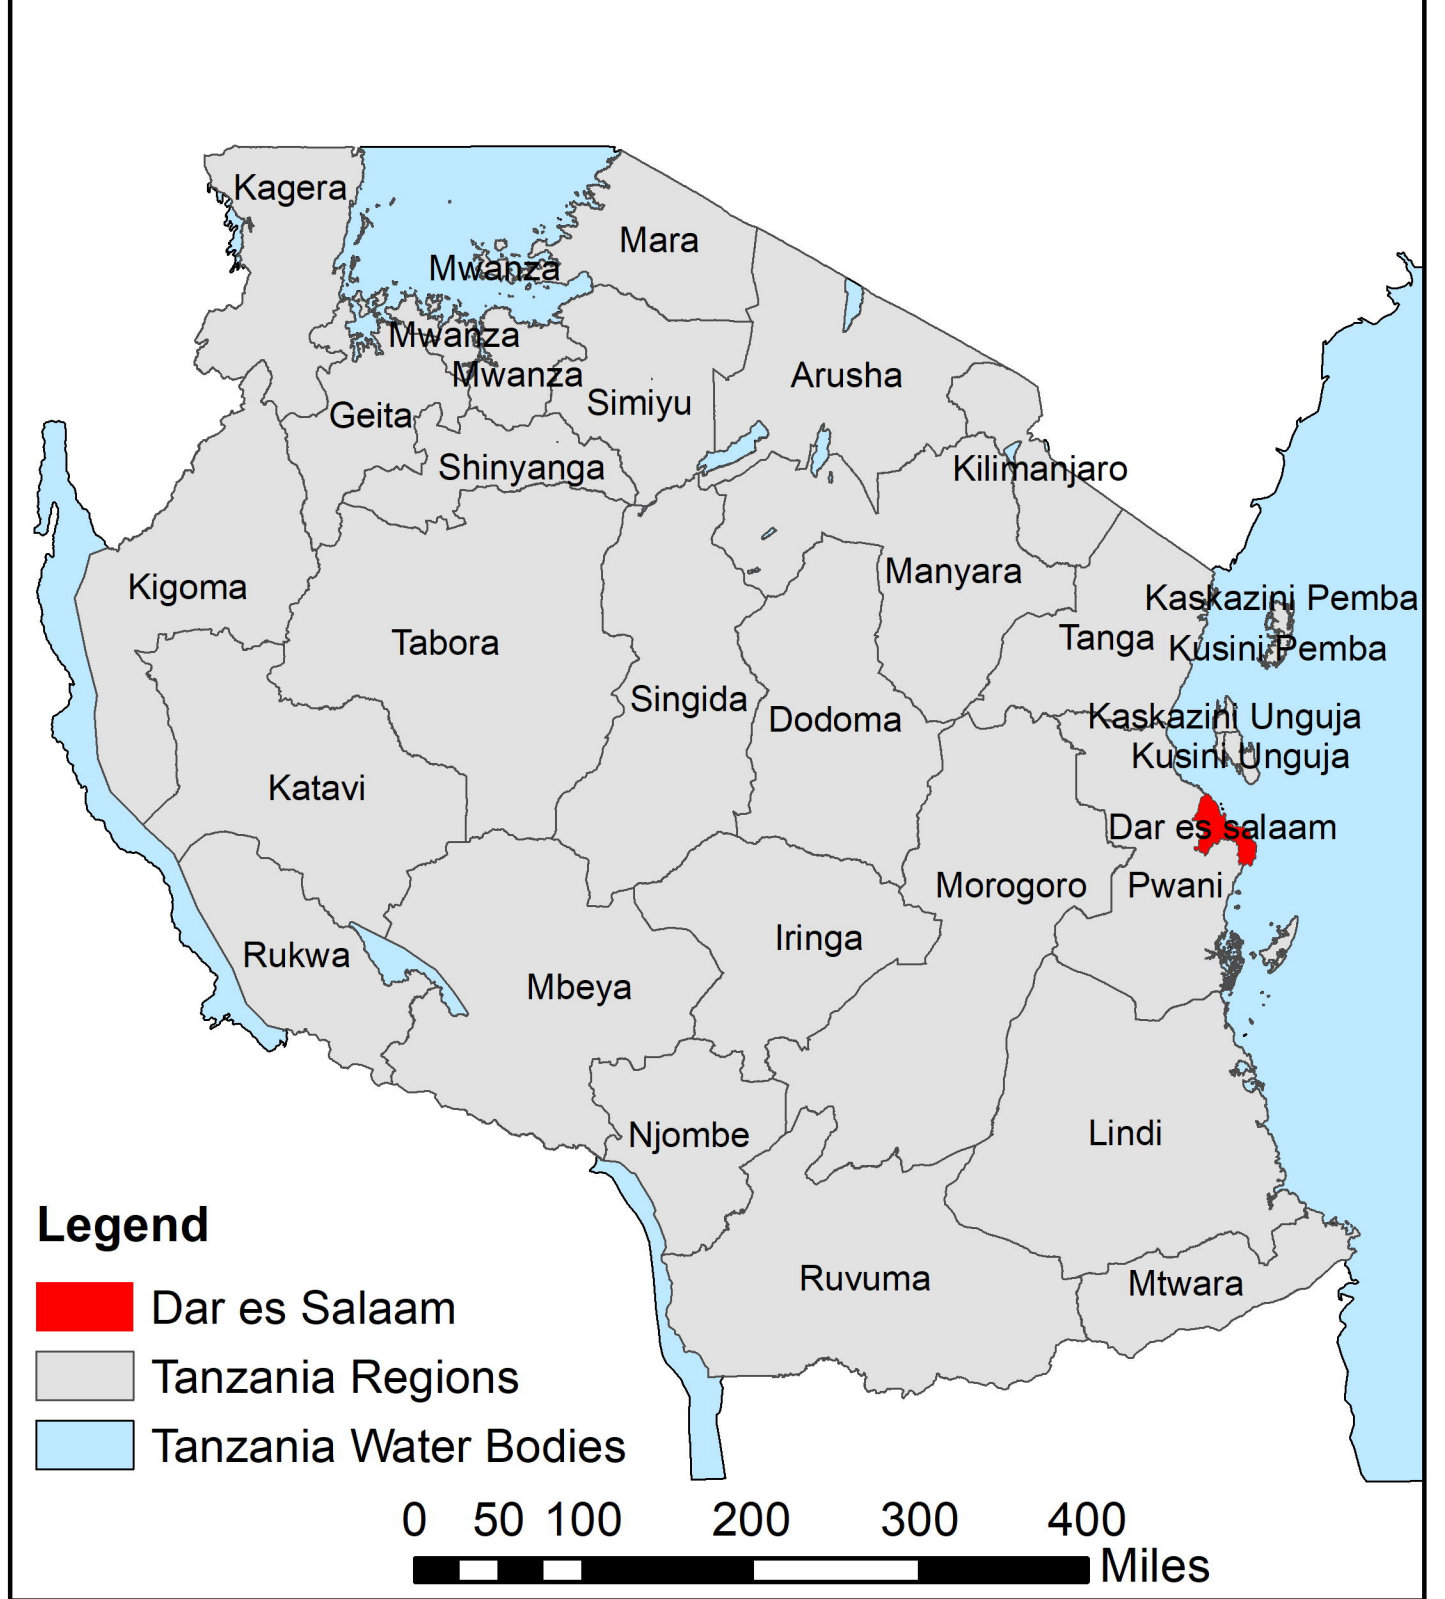 Kagera
Mara
Mwanza
Mwanza
Mwanza
Arusha
Simiyu
Geita
Shinyanga
Kilimanjaro
Manyara
Kigoma
Kaskazini Pemba
Tabora
Tanga
Kusini Pemba
Singida
Dodoma
Kaskazini Unguja
Kusini Unguja
Katavi
Dar es salaam
Morogoro
Pwani
Iringa
Rukwa
Mbeya
Njombe
Lindi
Ruvuma
Mtwara
Legend
Dar es Salaam
Tanzania Regions
Tanzania Water Bodies
0 50 100 200 300 400
Miles